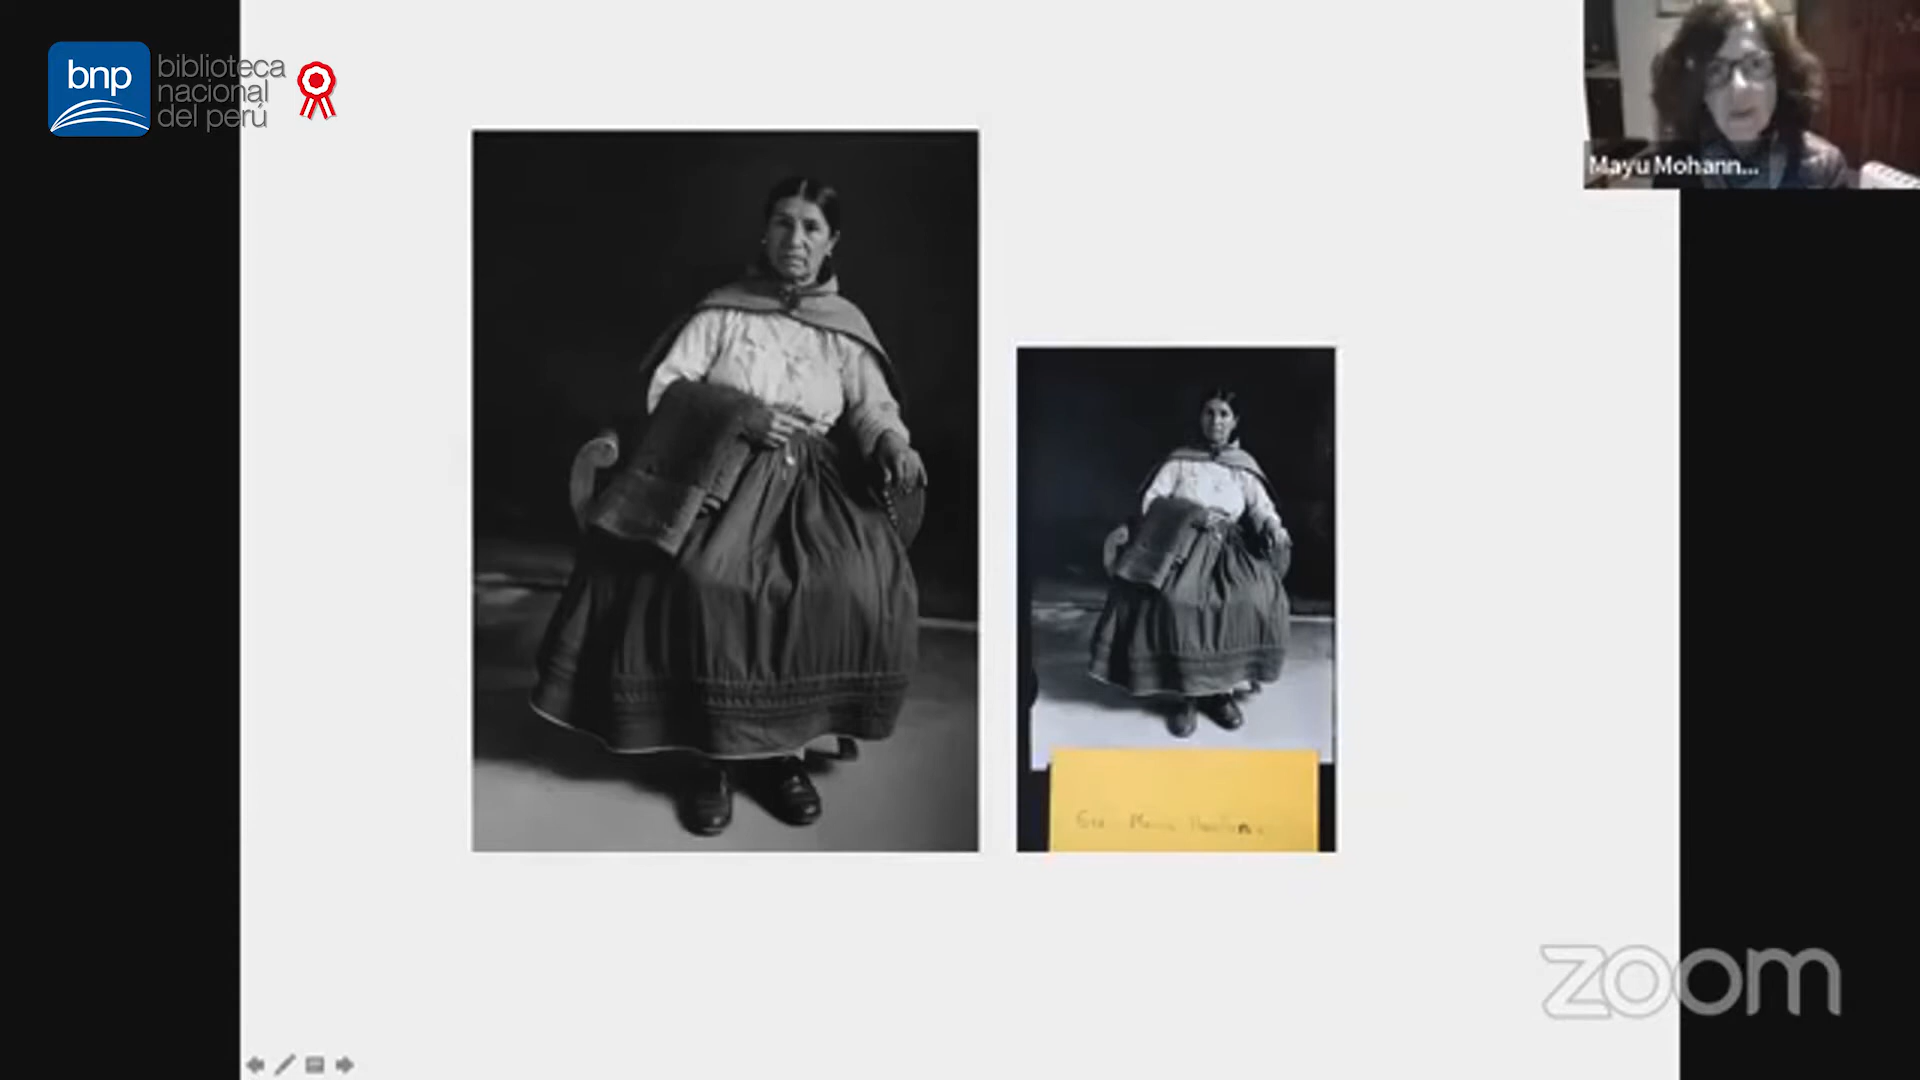 bnp
biblioteca
nacional
del perú
Mayu Mohann...
zoom